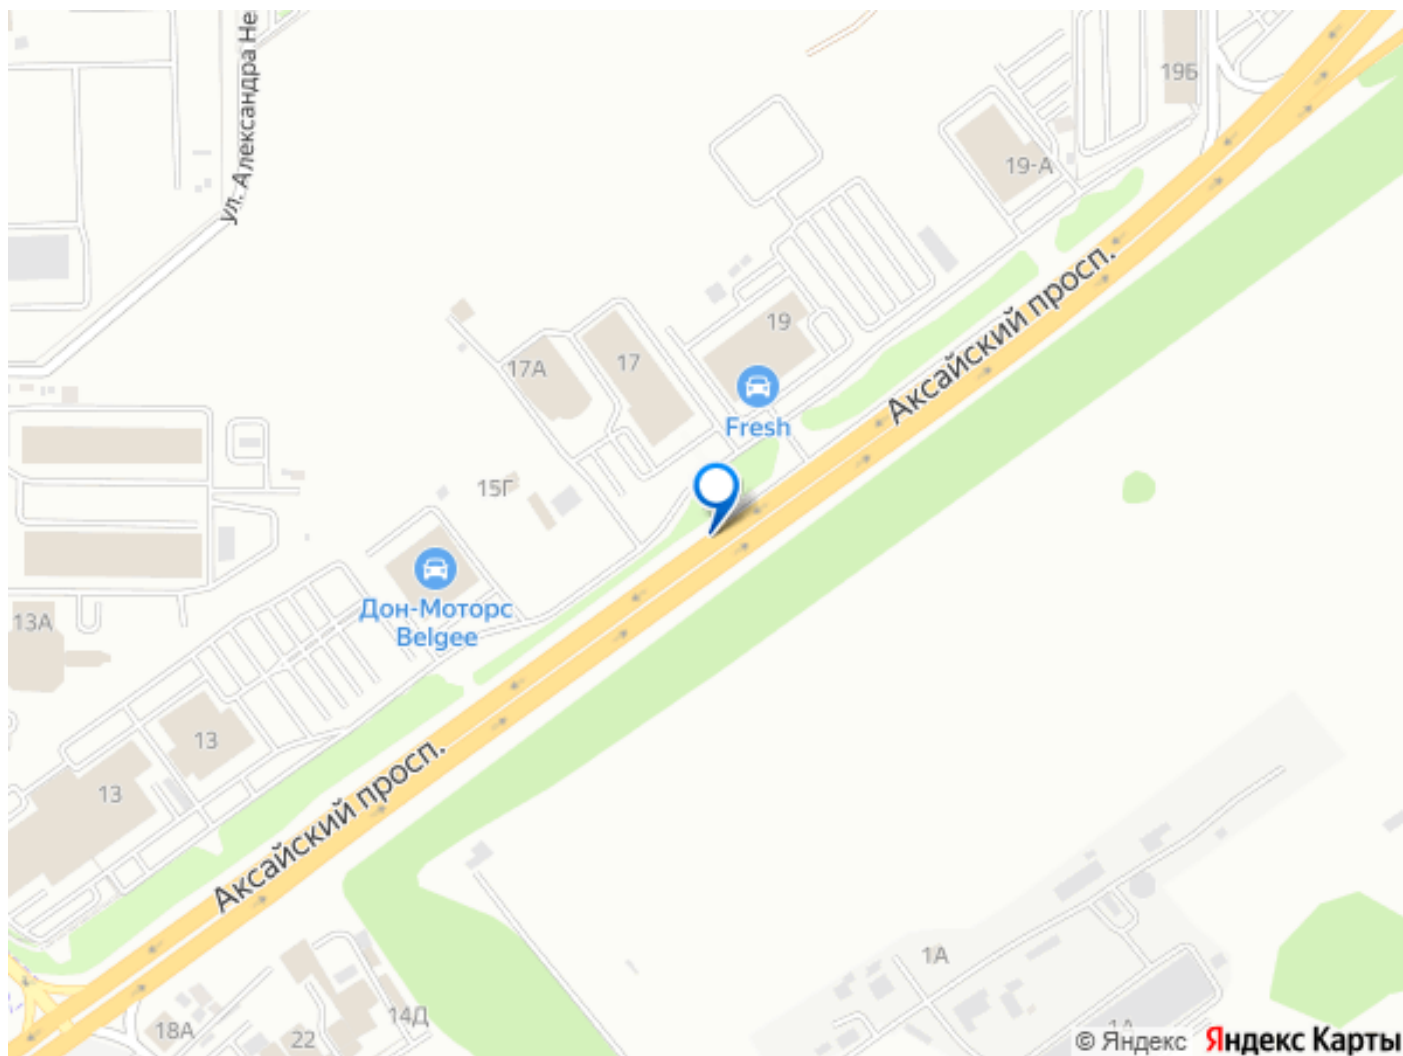 ул. Александра Не
19Б
19-А
Аксайский просп.
19
17А
17
Fresh
15Г
Дон-Моторс
Belgee
13А
13
13
Аксайский просп.
1А
14Д
18А
22
1А
© Яндекс Яндекс Карты